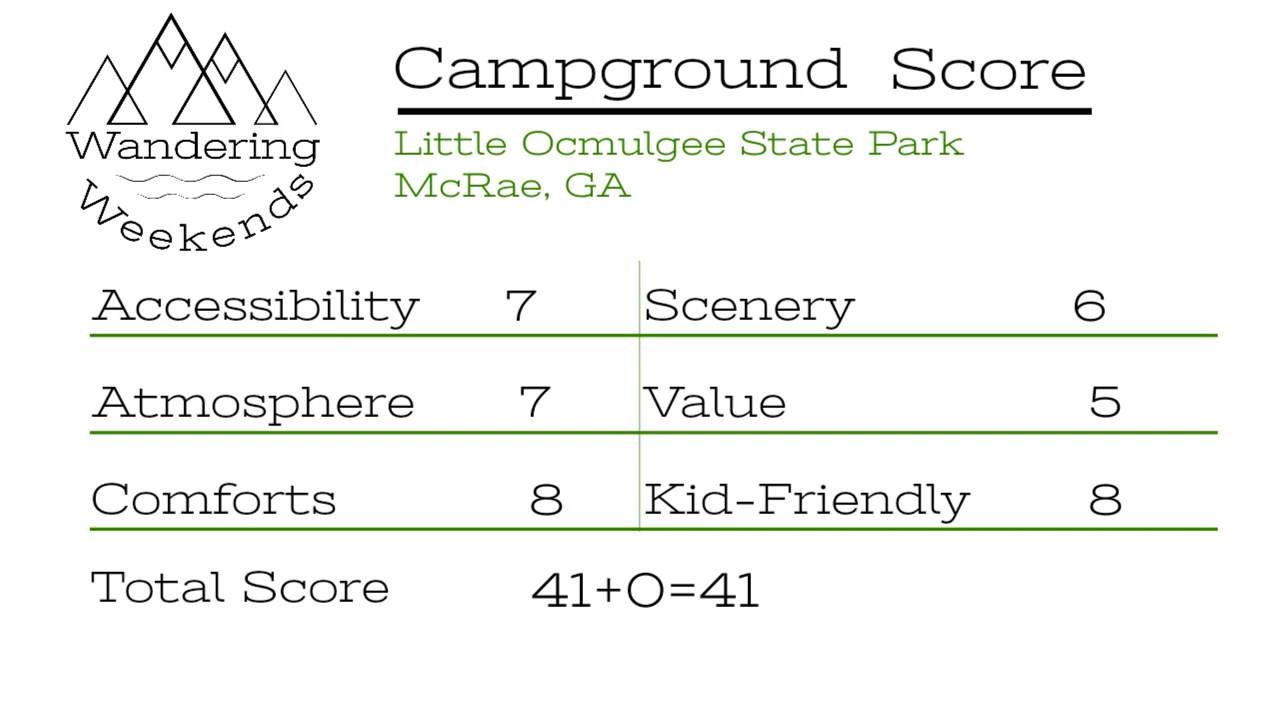 Wandering
Weekends
Campground Score
Little Ocmulgee State Park
McRae, GA
Accessibility 7 Scenery 6
Atmosphere 7 Value 5
Comforts 8 Kid-Friendly 8
Total Score 41+0=41